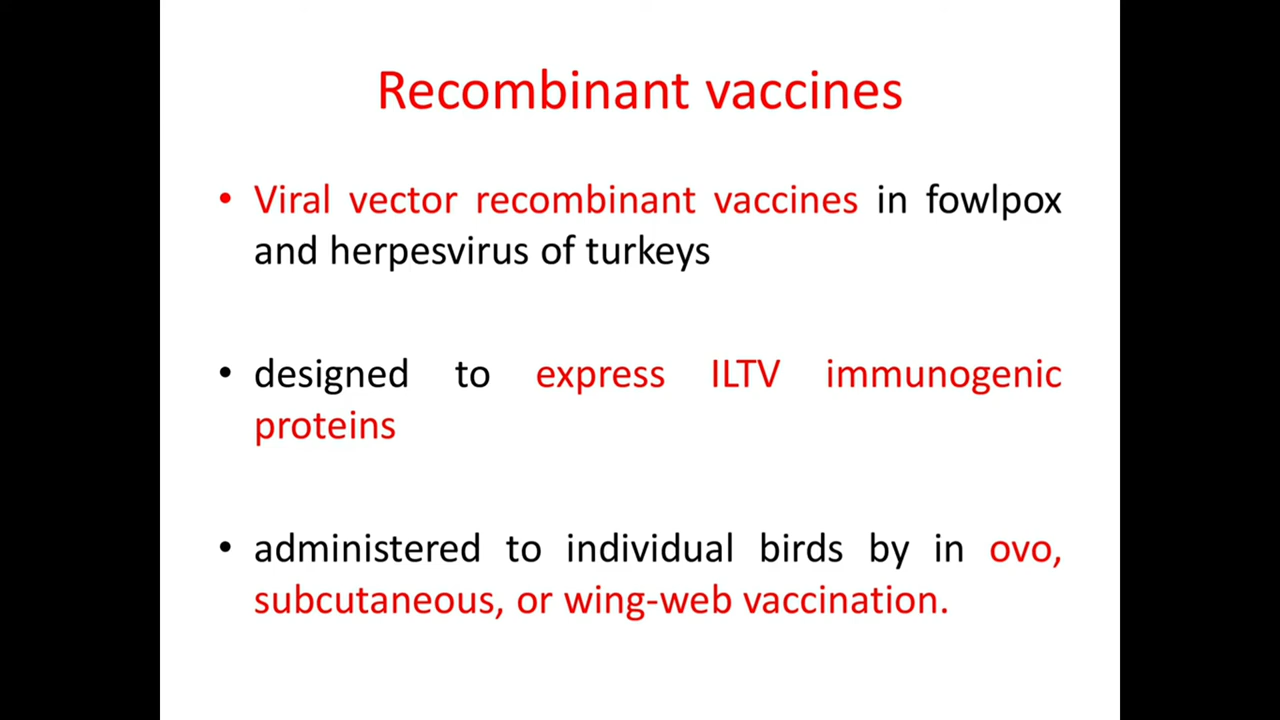 Recombinant vaccines
• Viral vector recombinant vaccines in fowlpox
and herpesvirus of turkeys
• designed to express ILTV immunogenic
proteins
• administered to individual birds by in ovo,
subcutaneous, or wing-web vaccination.